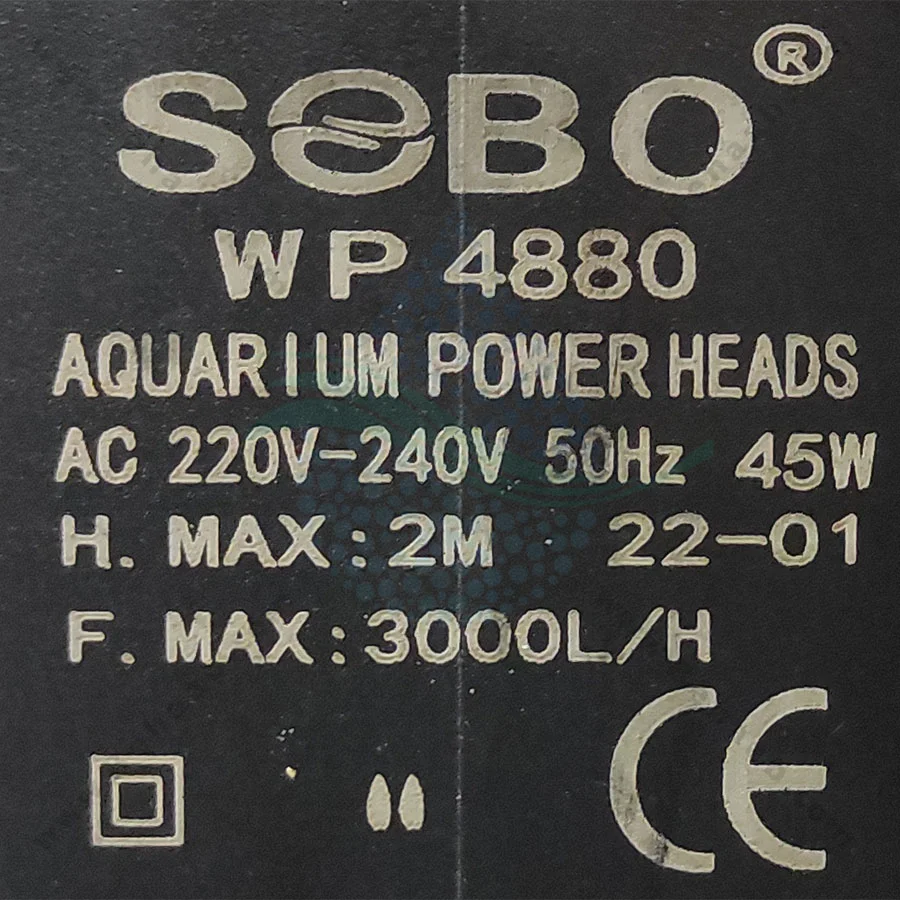 SOBO®
WP 4880
AQUARIUM POWER HEADS
AC 220V-240V 50Hz 45W
H. MAX:2M 22-01
F. MAX:3000L/H
CE